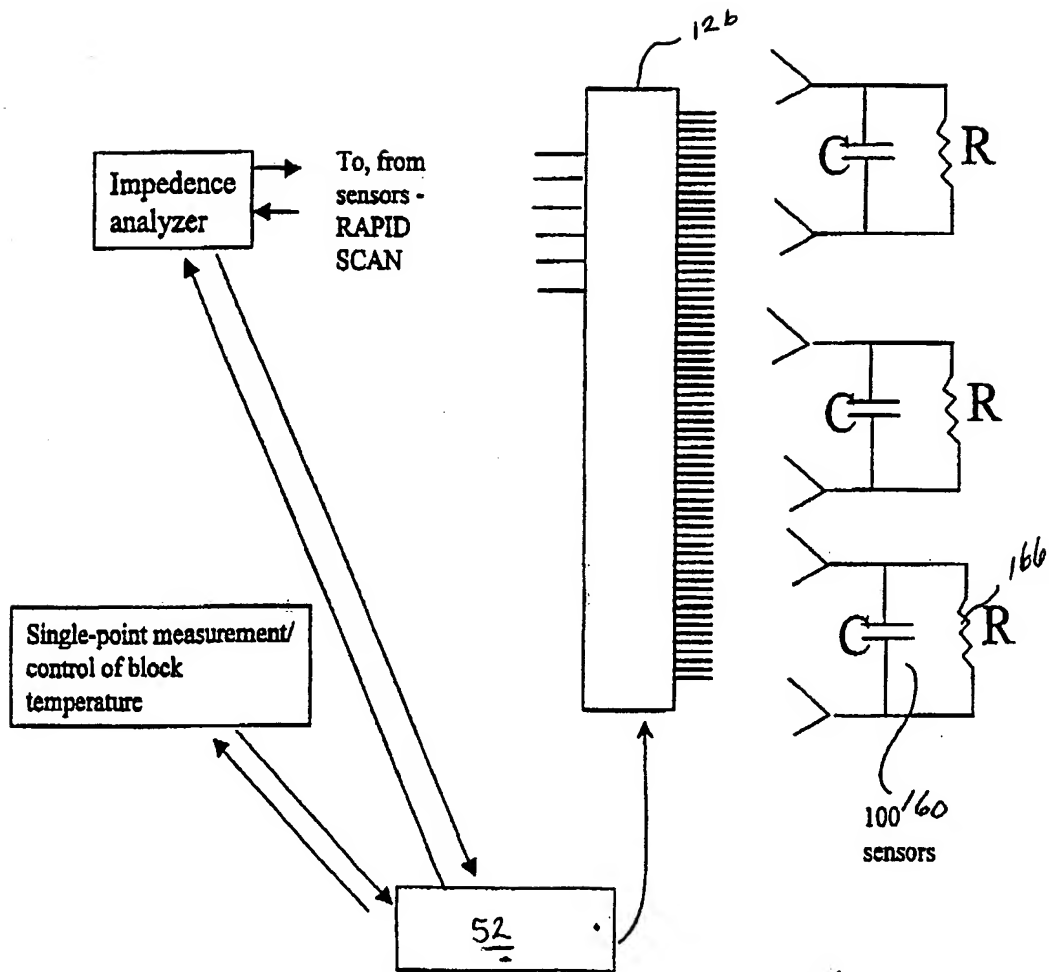 126
Impedence
analyzer
To, from
sensors -
RAPID
SCAN
C R
C R
166
C R
Single-point measurement/
control of block
temperature
100 160
sensors
52